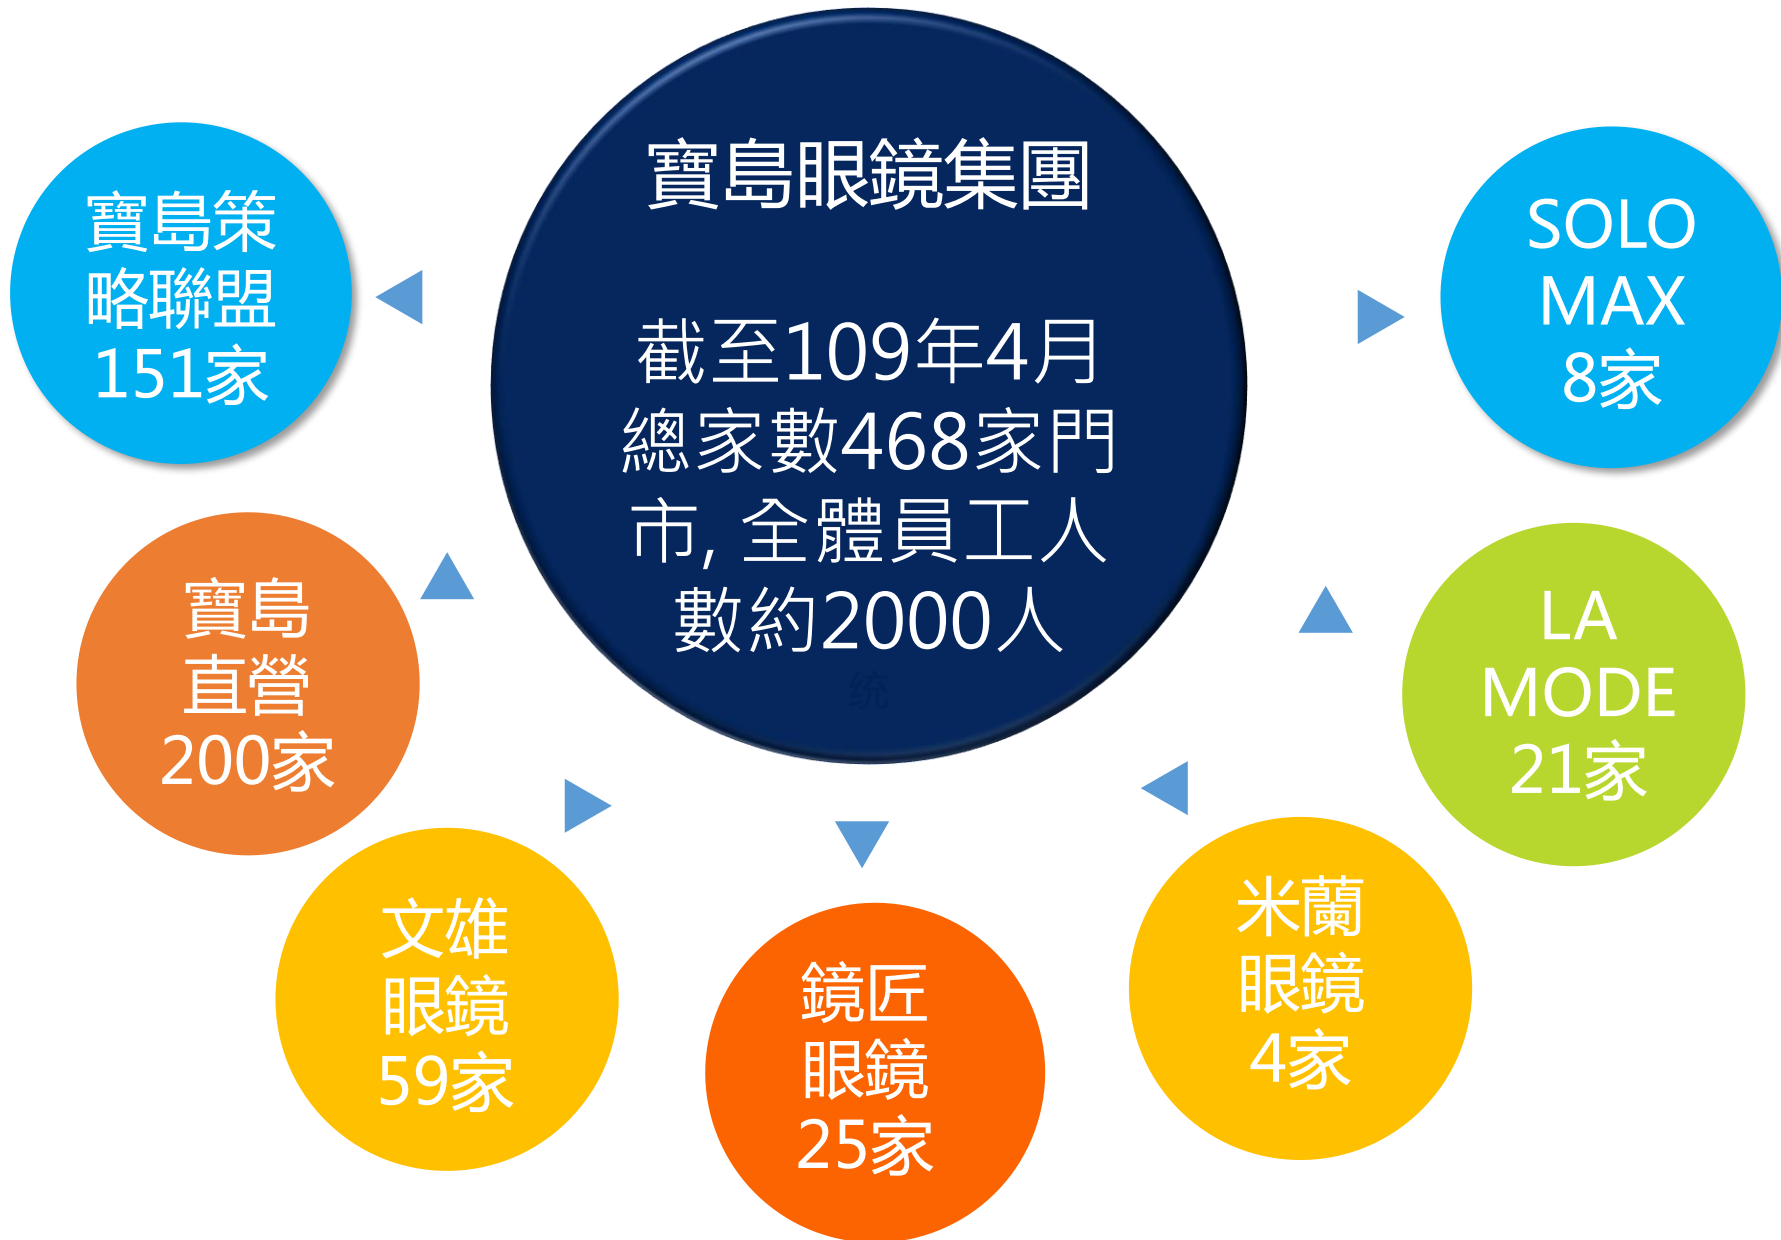 寶島眼鏡集團
截至109年4月
總家數468家門
市, 全體員工人
數約2000人
统
寶島策
略聯盟
151家
寶島
直營
200家
文雄
眼鏡
59家
鏡匠
眼鏡
25家
米蘭
眼鏡
4家
LA
MODE
21家
SOLO
MAX
8家